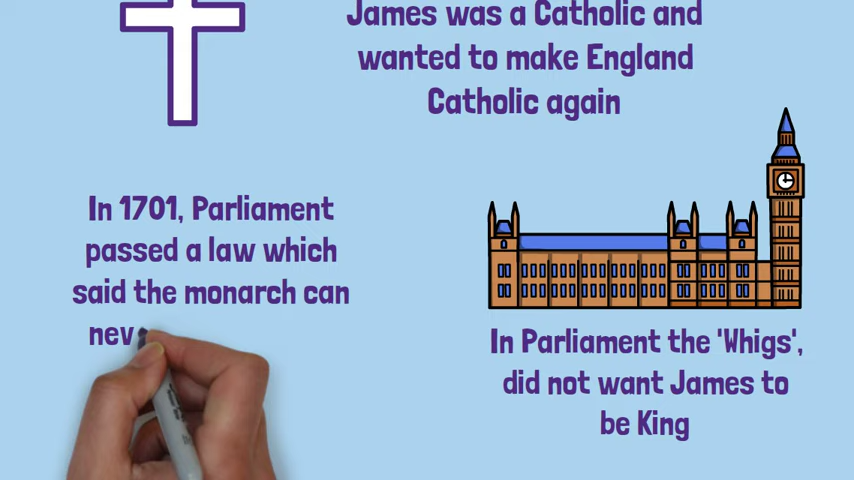 James was a Catholic and
wanted to make England
Catholic again
In 1701, Parliament
passed a law which
said the monarch can
nev
In Parliament the 'Whigs',
did not want James to
be King